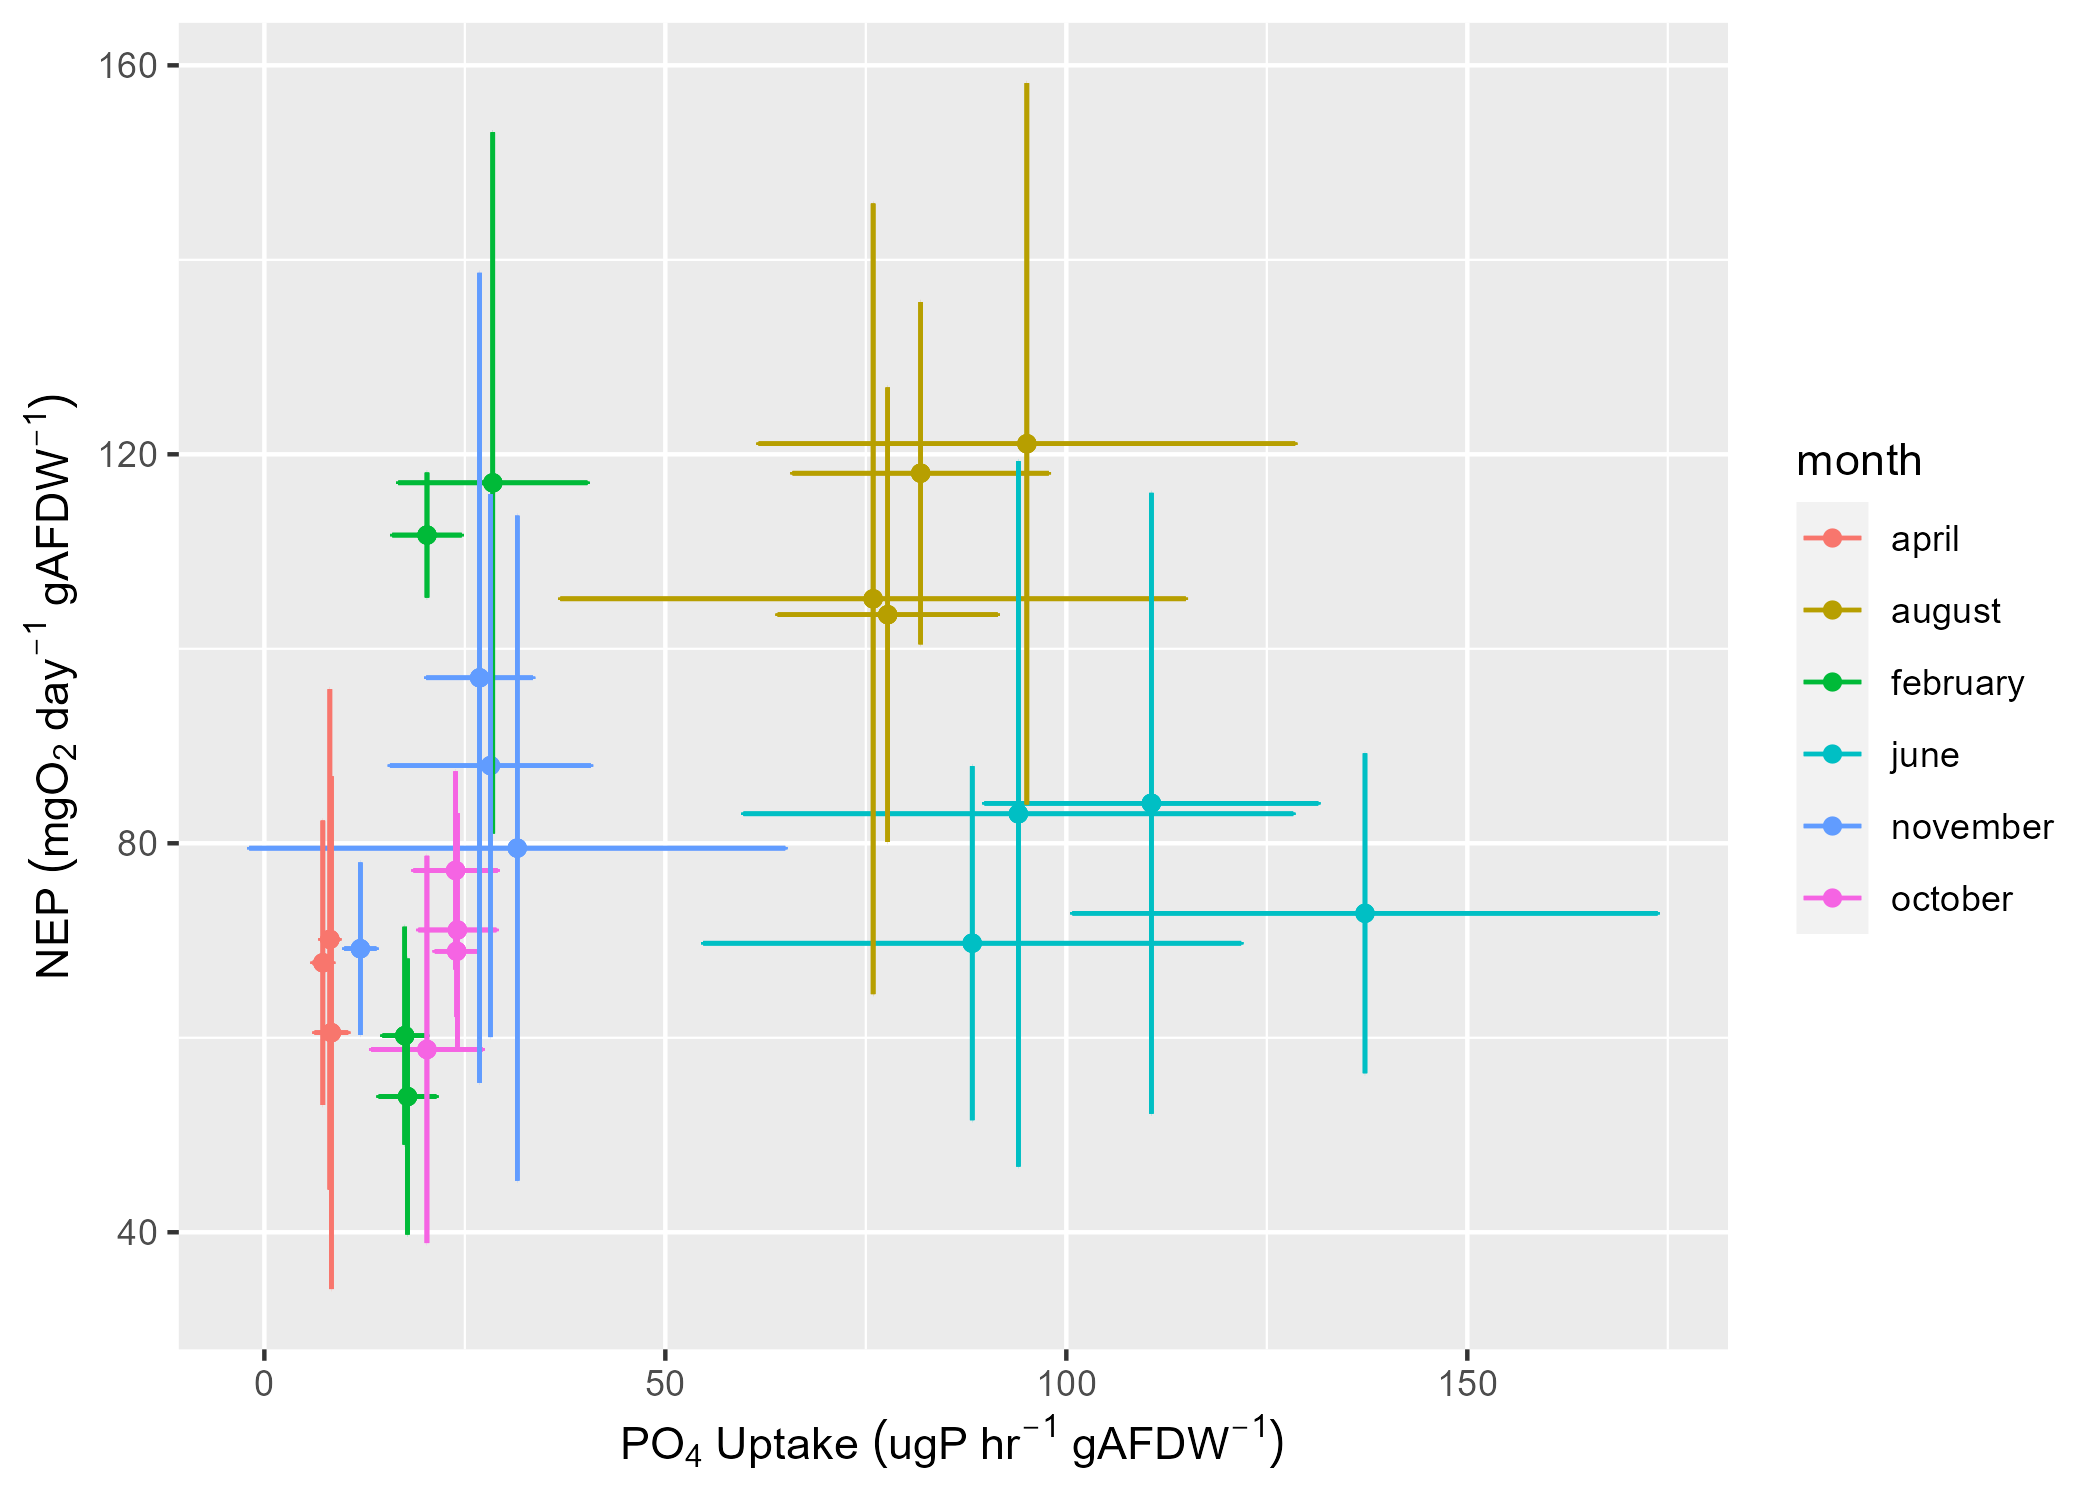 160
120
80
40
NEP (mgO₂ day⁻¹ gAFDW⁻¹)
0 50 100 150
PO₄ Uptake (ugP hr⁻¹ gAFDW⁻¹)
month
april
august
february
june
november
october